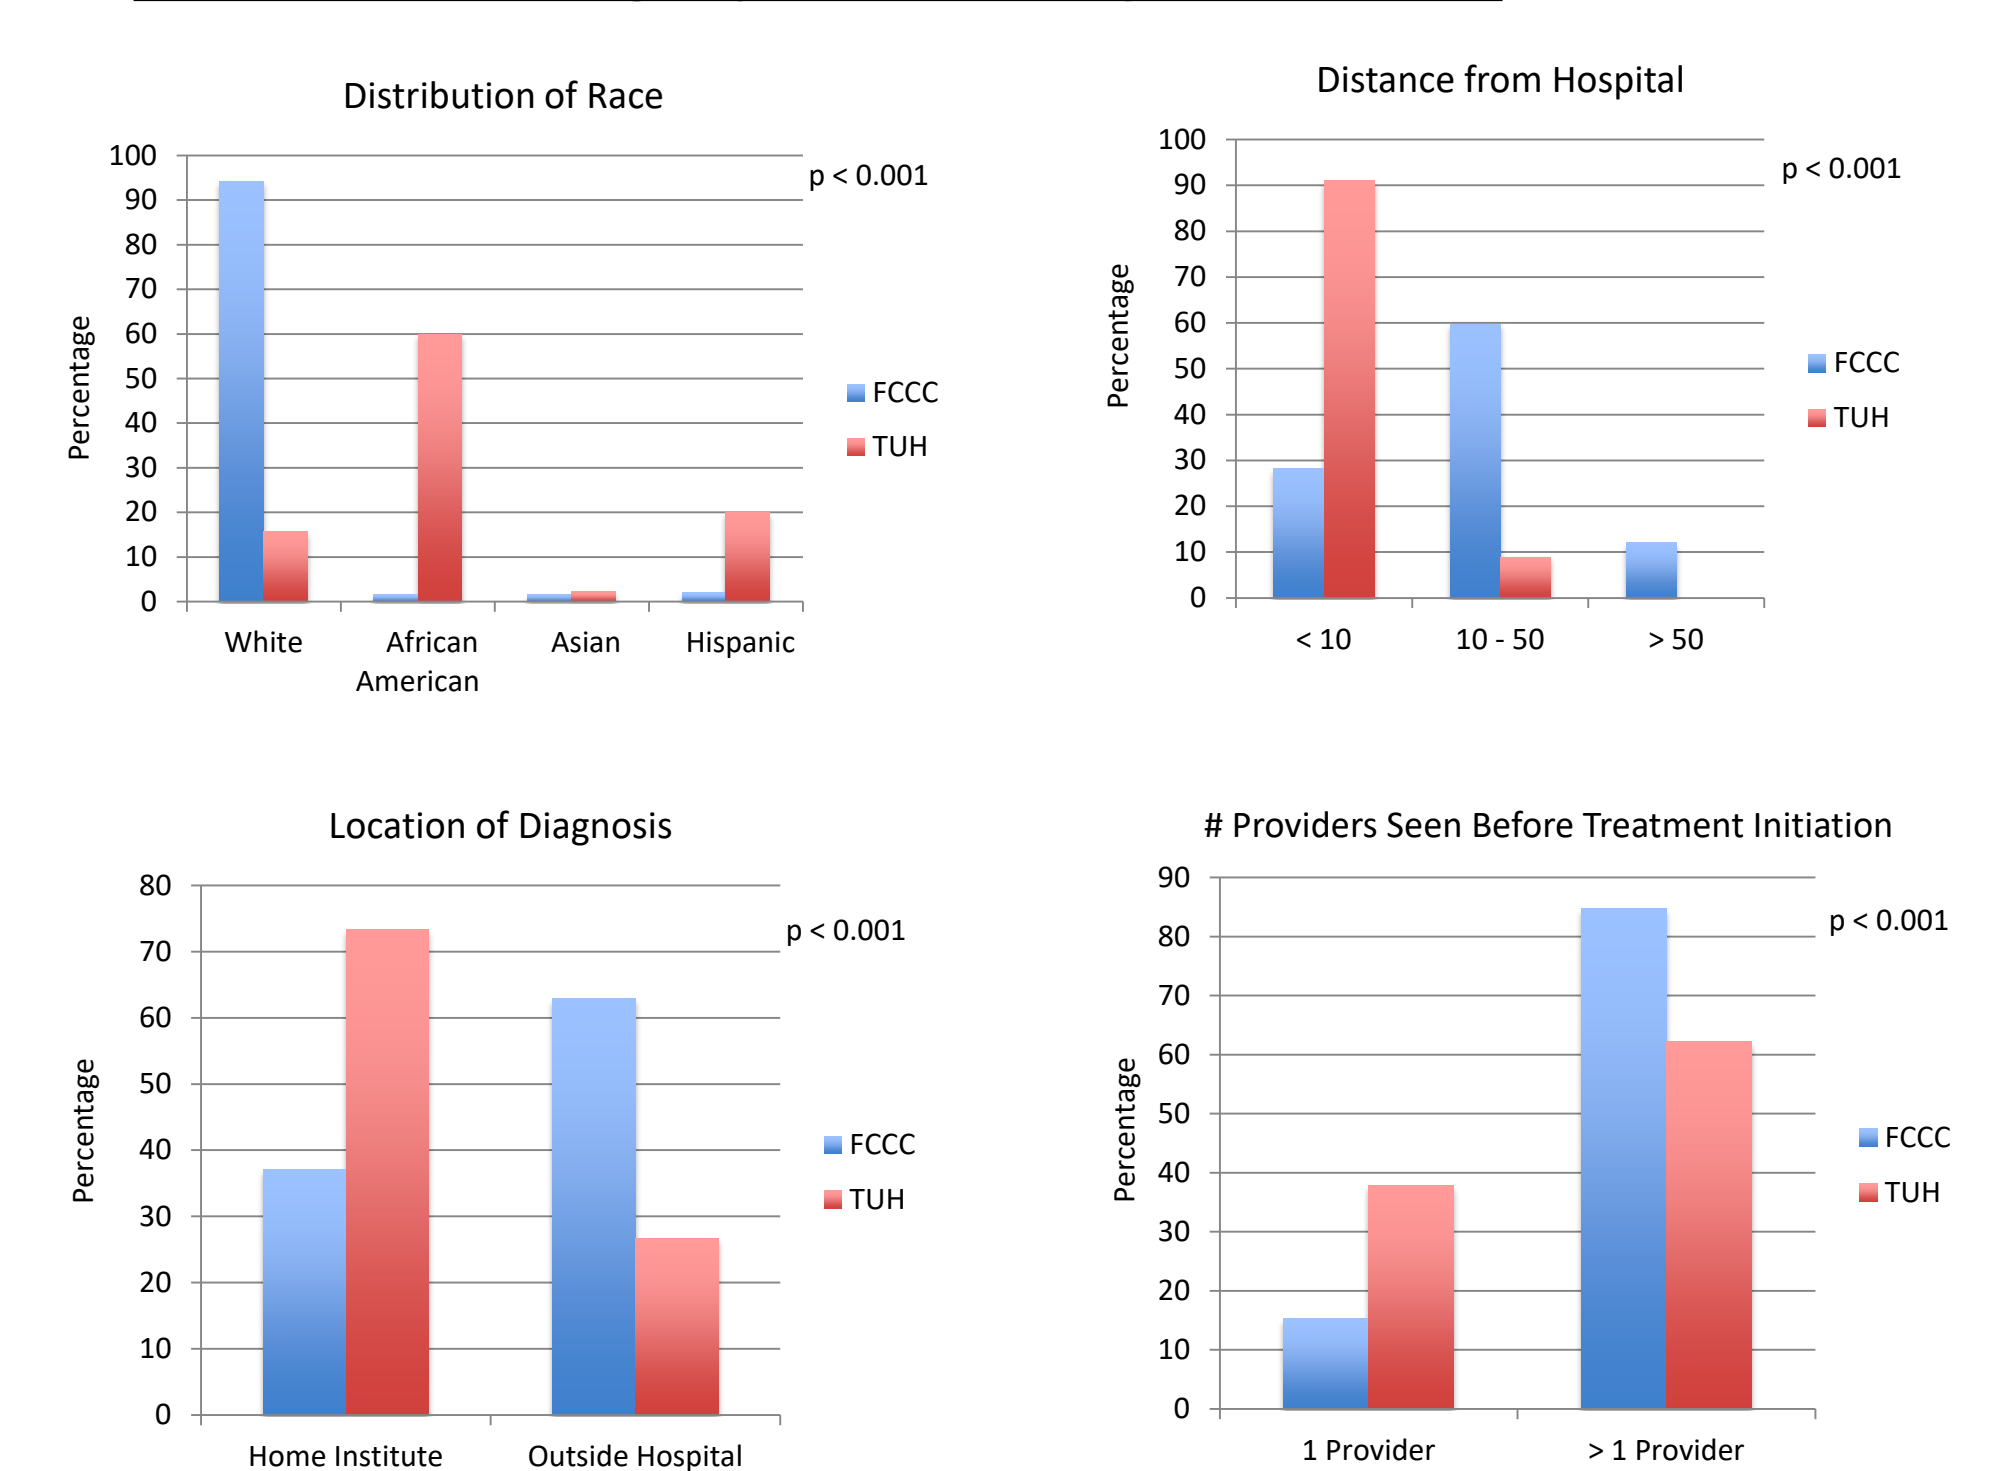 Distribution of Race
100
90
80
70
60
50
40
30
20
10
0
Percentage
White
African
American
Asian
Hispanic
p < 0.001
FCCC
TUH
Distance from Hospital
100
90
80
70
60
50
40
30
20
10
0
Percentage
< 10
10 - 50
> 50
p < 0.001
FCCC
TUH
Location of Diagnosis
80
70
60
50
40
30
20
10
0
Percentage
Home Institute
Outside Hospital
p < 0.001
FCCC
TUH
# Providers Seen Before Treatment Initiation
90
80
70
60
50
40
30
20
10
0
Percentage
1 Provider
> 1 Provider
p < 0.001
FCCC
TUH